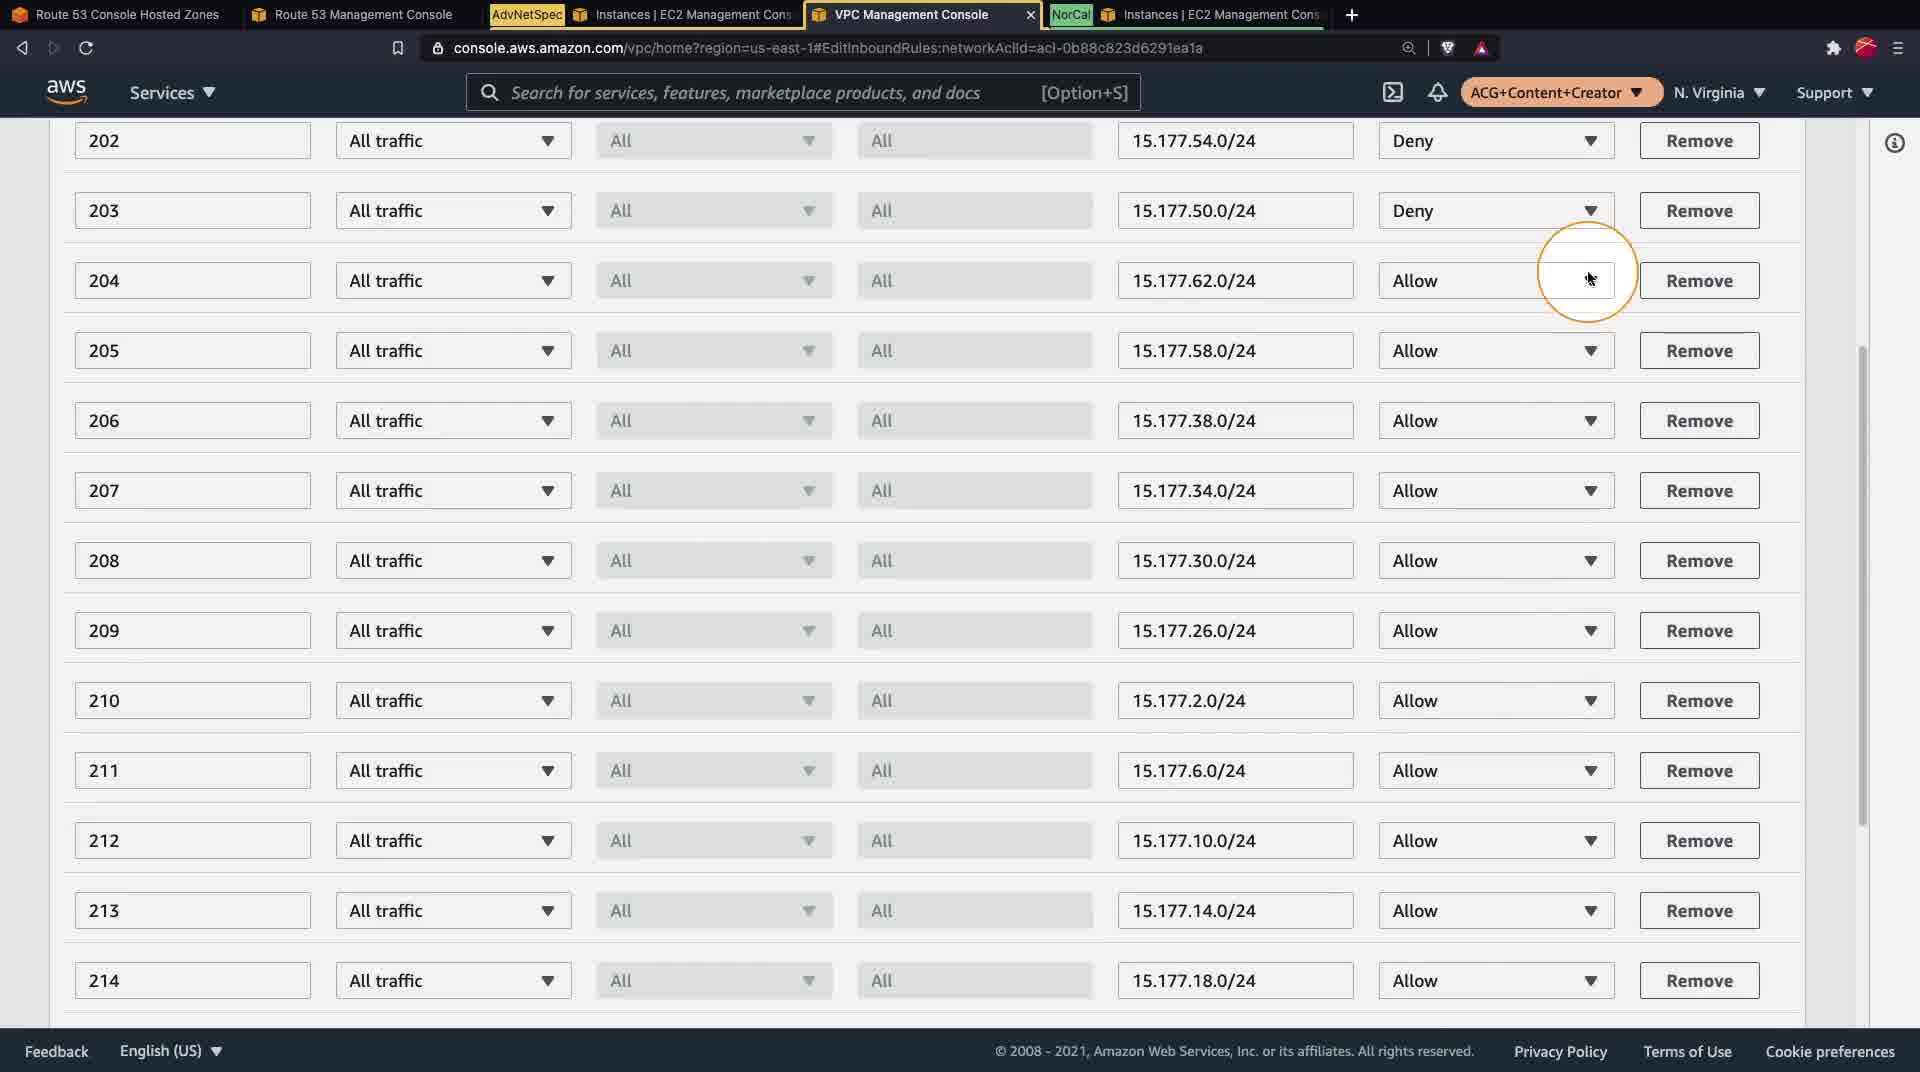 Route 53 Console Hosted Zones
Route 53 Management Console
AdvNetSpec
Instances | EC2 Management Cons
VPC Management Console
NorCal
Instances | EC2 Management Cons
console.aws.amazon.com/vpc/home?region=us-east-1#EditInboundRules:networkAclId=acl-0b88c823d6291ea1a
aws
Services
Search for services, features, marketplace products, and docs
[Option+S]
ACG+Content+Creator
N. Virginia
Support
202 All traffic All All 15.177.54.0/24 Deny Remove
203 All traffic All All 15.177.50.0/24 Deny Remove
204 All traffic All All 15.177.62.0/24 Allow Remove
205 All traffic All All 15.177.58.0/24 Allow Remove
206 All traffic All All 15.177.38.0/24 Allow Remove
207 All traffic All All 15.177.34.0/24 Allow Remove
208 All traffic All All 15.177.30.0/24 Allow Remove
209 All traffic All All 15.177.26.0/24 Allow Remove
210 All traffic All All 15.177.2.0/24 Allow Remove
211 All traffic All All 15.177.6.0/24 Allow Remove
212 All traffic All All 15.177.10.0/24 Allow Remove
213 All traffic All All 15.177.14.0/24 Allow Remove
214 All traffic All All 15.177.18.0/24 Allow Remove
Feedback
English (US)
© 2008 - 2021, Amazon Web Services, Inc. or its affiliates. All rights reserved.
Privacy Policy
Terms of Use
Cookie preferences